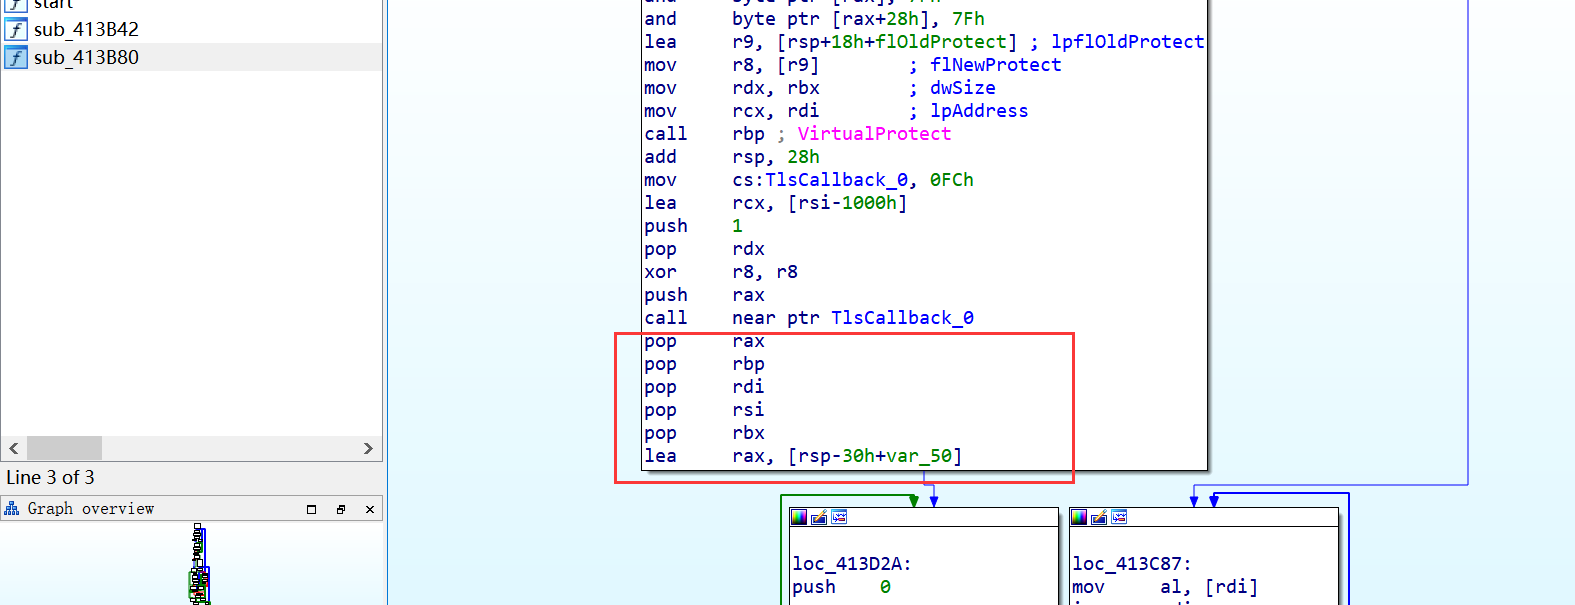 start
sub_413B42
sub_413B80
Line 3 of 3
Graph overview
and byte ptr [rax+28h], 7Fh
lea r9, [rsp+18h+flOldProtect] ; lpflOldProtect
mov r8, [r9] ; flNewProtect
mov rdx, rbx ; dwSize
mov rcx, rdi ; lpAddress
call rbp ; VirtualProtect
add rsp, 28h
mov cs:TlsCallback_0, 0FCh
lea rcx, [rsi-1000h]
push 1
pop rdx
xor r8, r8
push rax
call near ptr TlsCallback_0
pop rax
pop rbp
pop rdi
pop rsi
pop rbx
lea rax, [rsp-30h+var_50]
loc_413D2A:
push 0
loc_413C87:
mov al, [rdi]